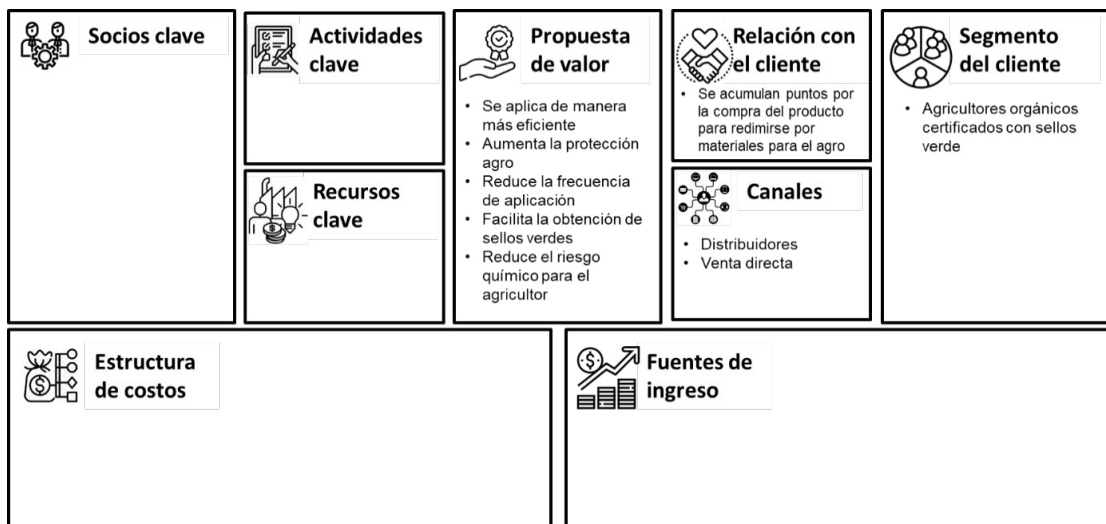 Socios clave
Actividades
clave
Recursos
clave
Propuesta
de valor
• Se aplica de manera
más eficiente
• Aumenta la protección
agro
• Reduce la frecuencia
de aplicación
• Facilita la obtención de
sellos verdes
• Reduce el riesgo
químico para el
agricultor
Relación con
el cliente
• Se acumulan puntos por
la compra del producto
para redimirse por
materiales para el agro
Canales
• Distribuidores
• Venta directa
Segmento
del cliente
• Agricultores orgánicos
certificados con sellos
verde
Estructura
de costos
Fuentes de
ingreso